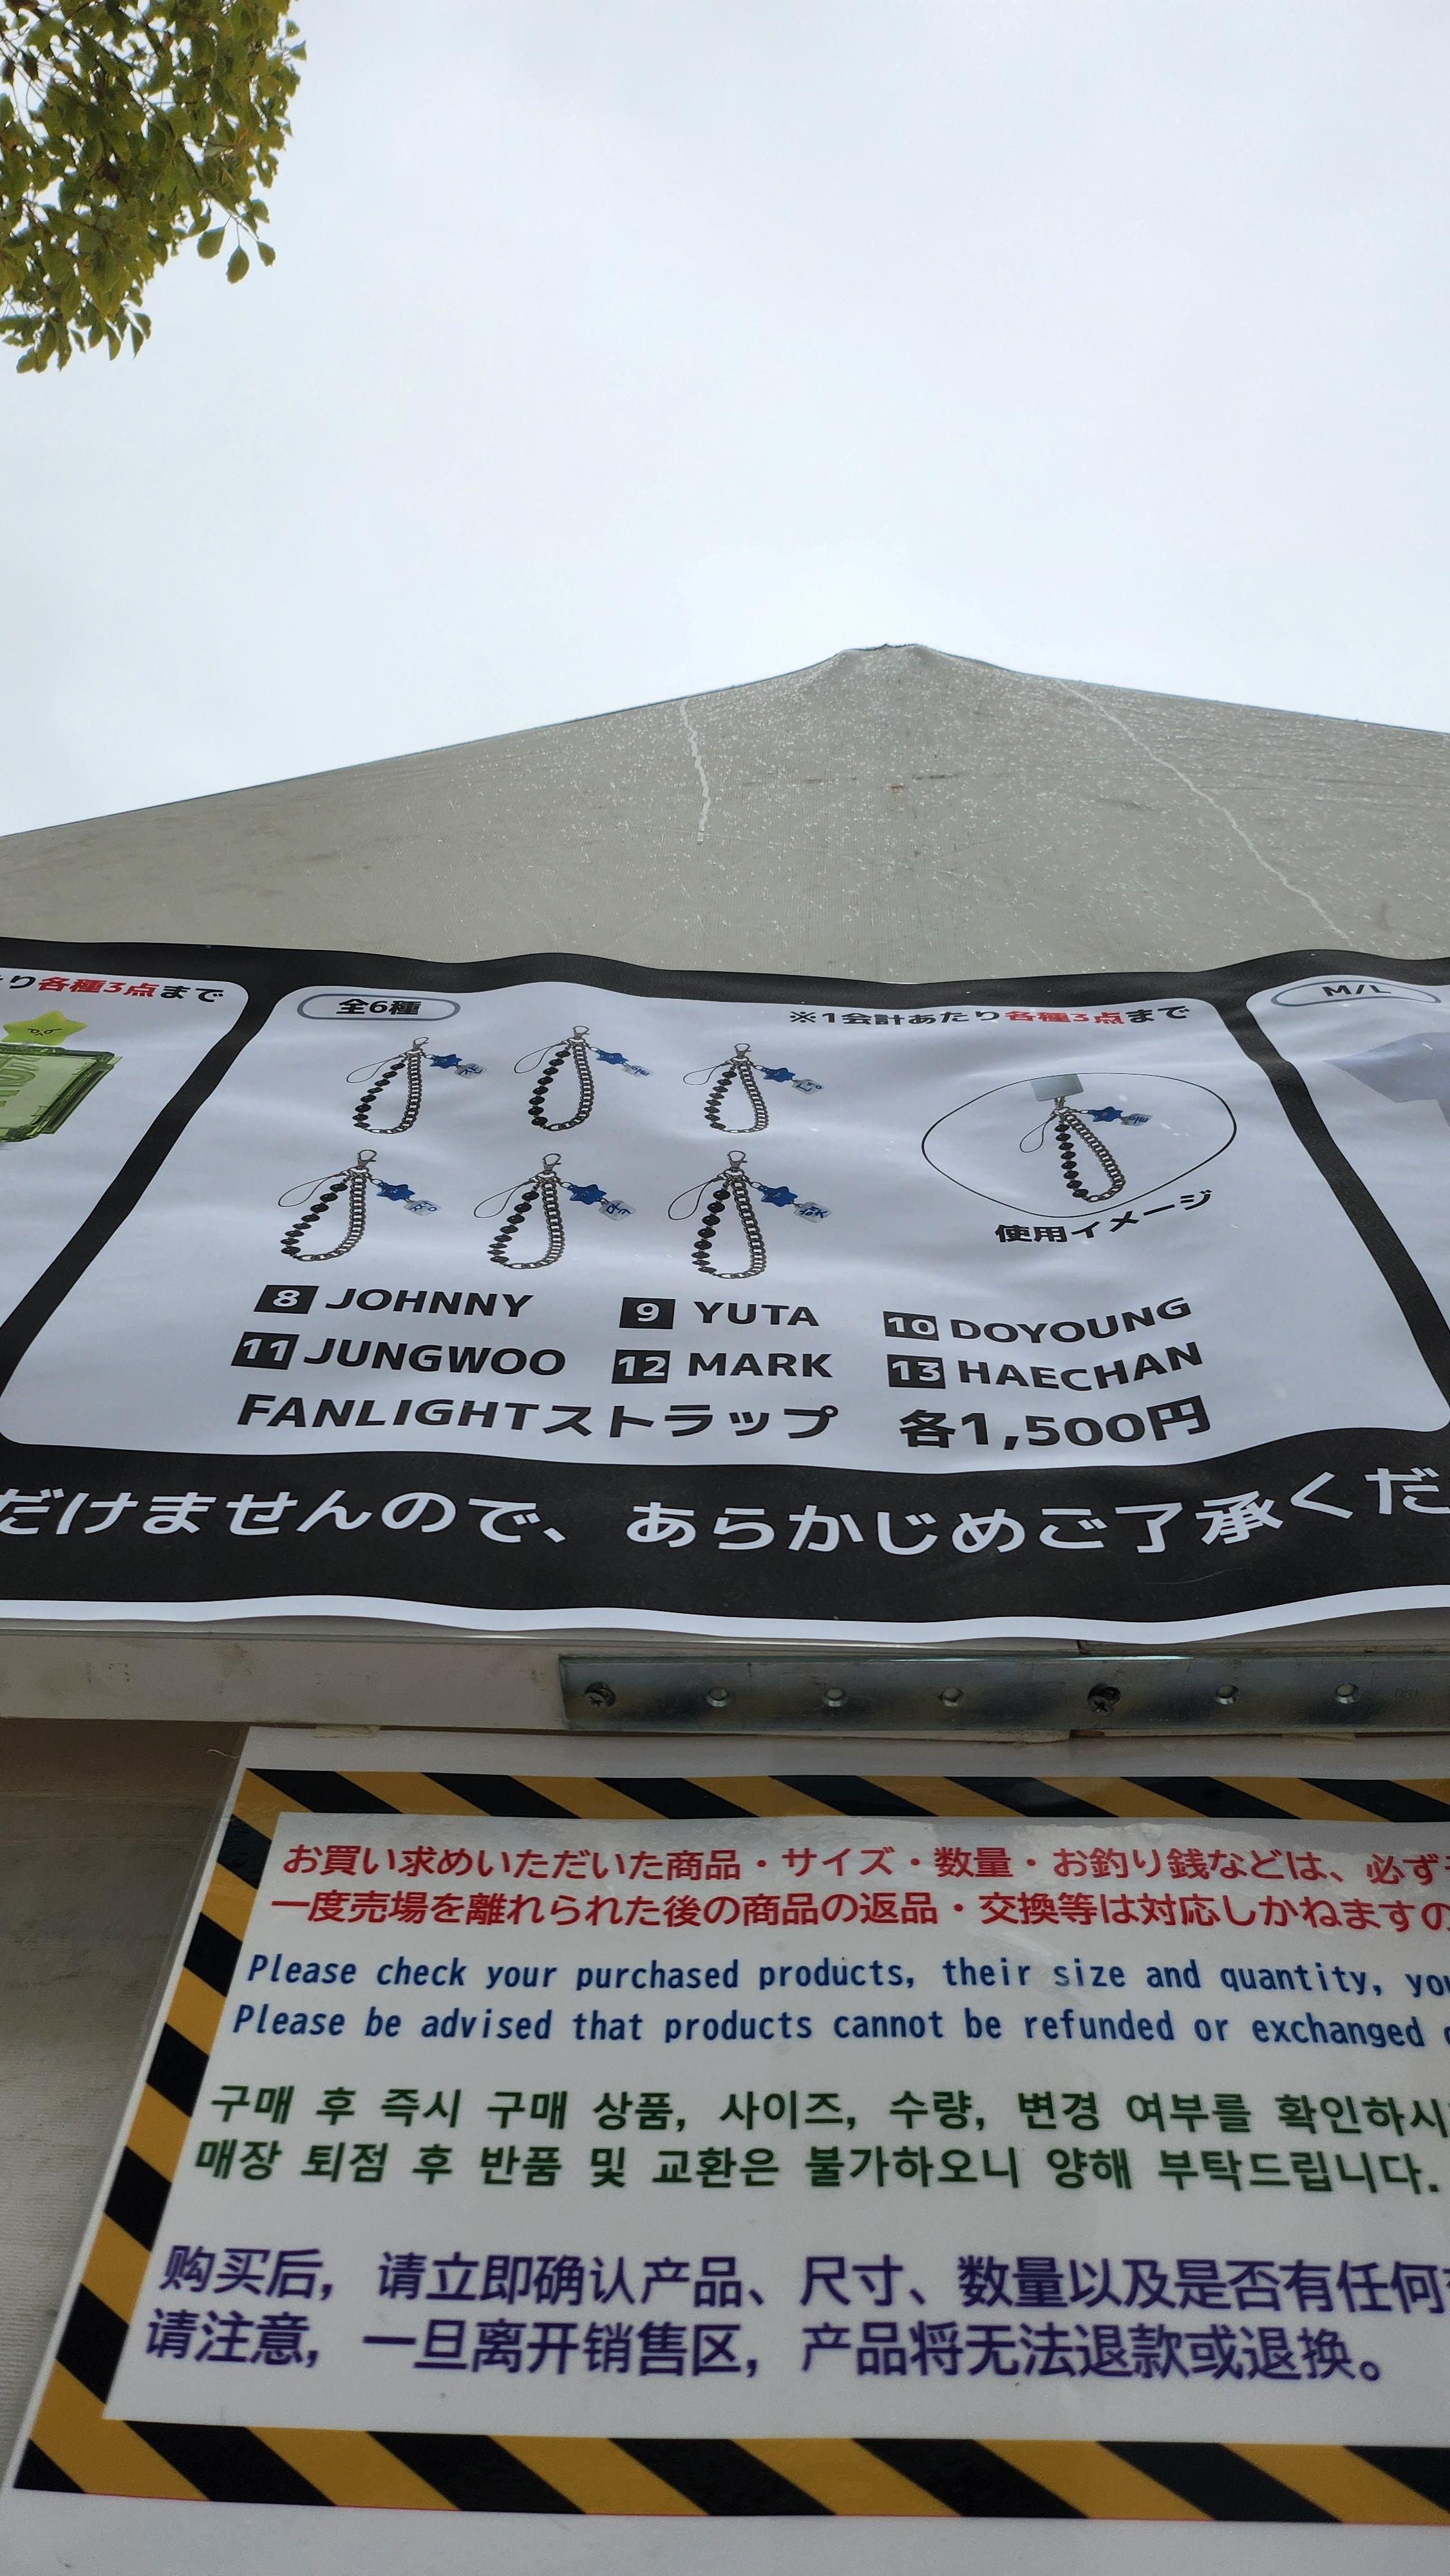 り各種3点まで
全6種
※1会計あたり各種3点まで
使用イメージ
8 JOHNNY 9 YUTA 10 DOYOUNG
11 JUNGWOO 12 MARK 13 HAECHAN
FANLIGHTストラップ 各1,500円
M/L
だけませんので、あらかじめご了承くだ
お買い求めいただいた商品・サイズ・数量・お釣り銭などは、必ず
一度売場を離れられた後の商品の返品・交換等は対応しかねますの
Please check your purchased products, their size and quantity, you
Please be advised that products cannot be refunded or exchanged
구매 후 즉시 구매 상품, 사이즈, 수량, 변경 여부를 확인하시
매장 퇴점 후 반품 및 교환은 불가하오니 양해 부탁드립니다.
购买后，请立即确认产品、尺寸、数量以及是否有任何
请注意，一旦离开销售区，产品将无法退款或退换。